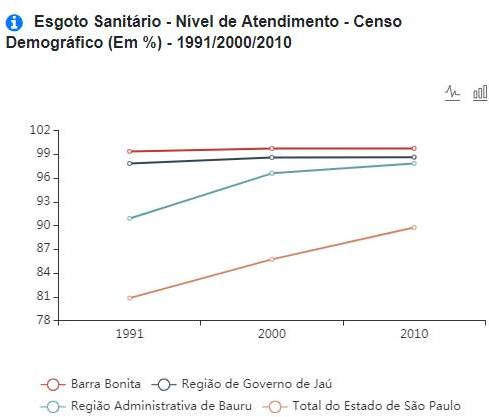 Esgoto Sanitário - Nível de Atendimento - Censo
Demográfico (Em %) - 1991/2000/2010
102
99
96
93
90
87
84
81
78
1991 2000 2010
Barra Bonita Região de Governo de Jaú
Região Administrativa de Bauru Total do Estado de São Paulo